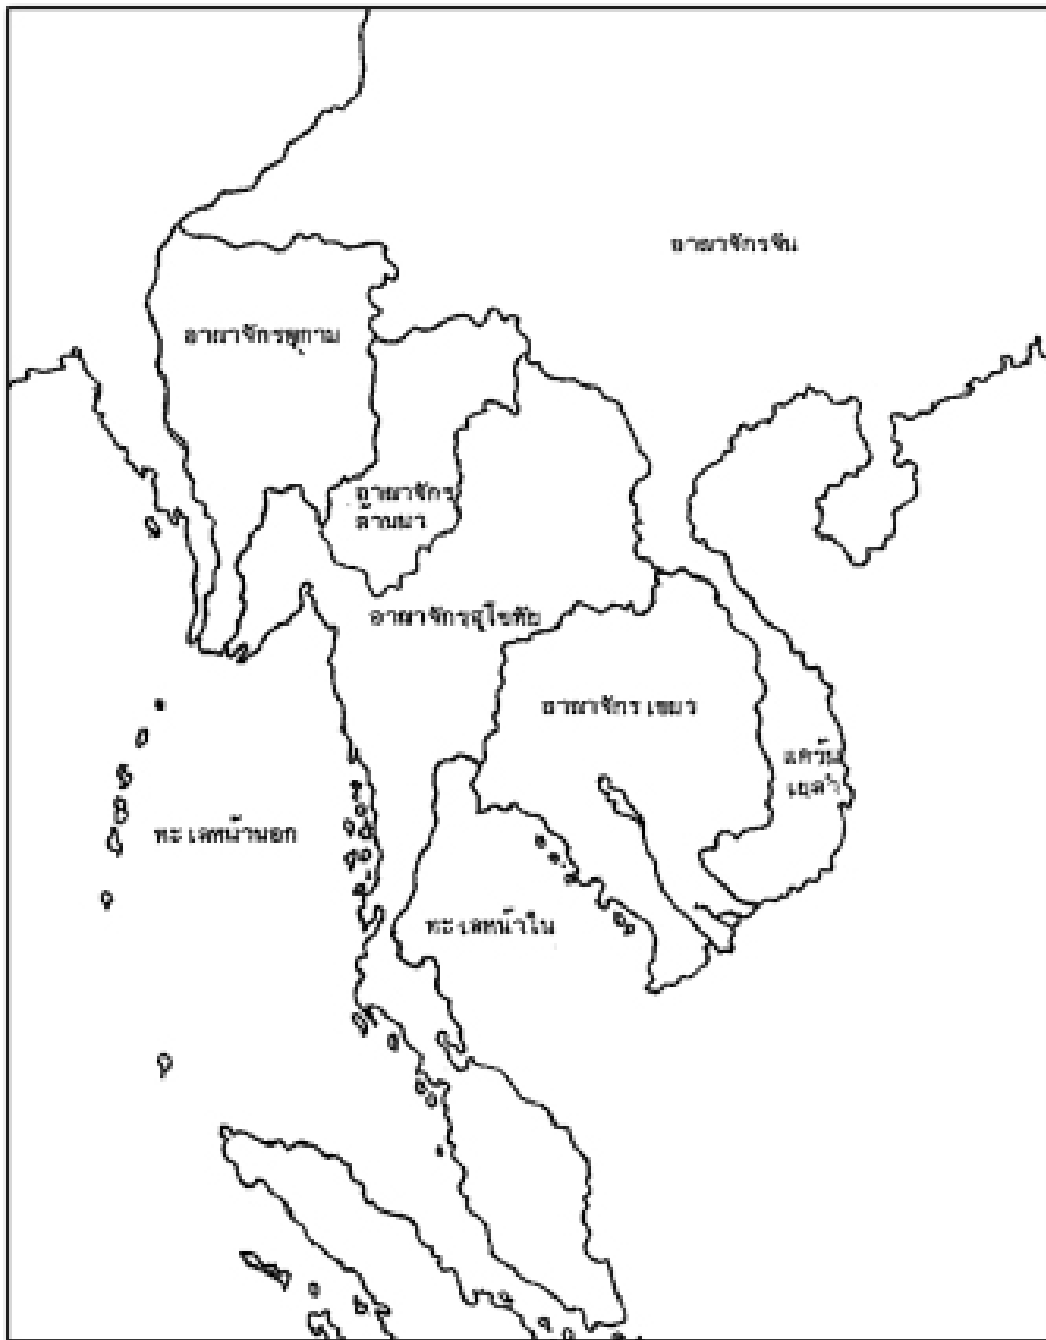 อาณาจักรจีน
อาณาจักรพุกาม
อาณาจักร
ล้านนา
อาณาจักรสุโขทัย
อาณาจักรเขมร
แคว้น
ทะเลหน้านอก
ทะเลหน้าใน